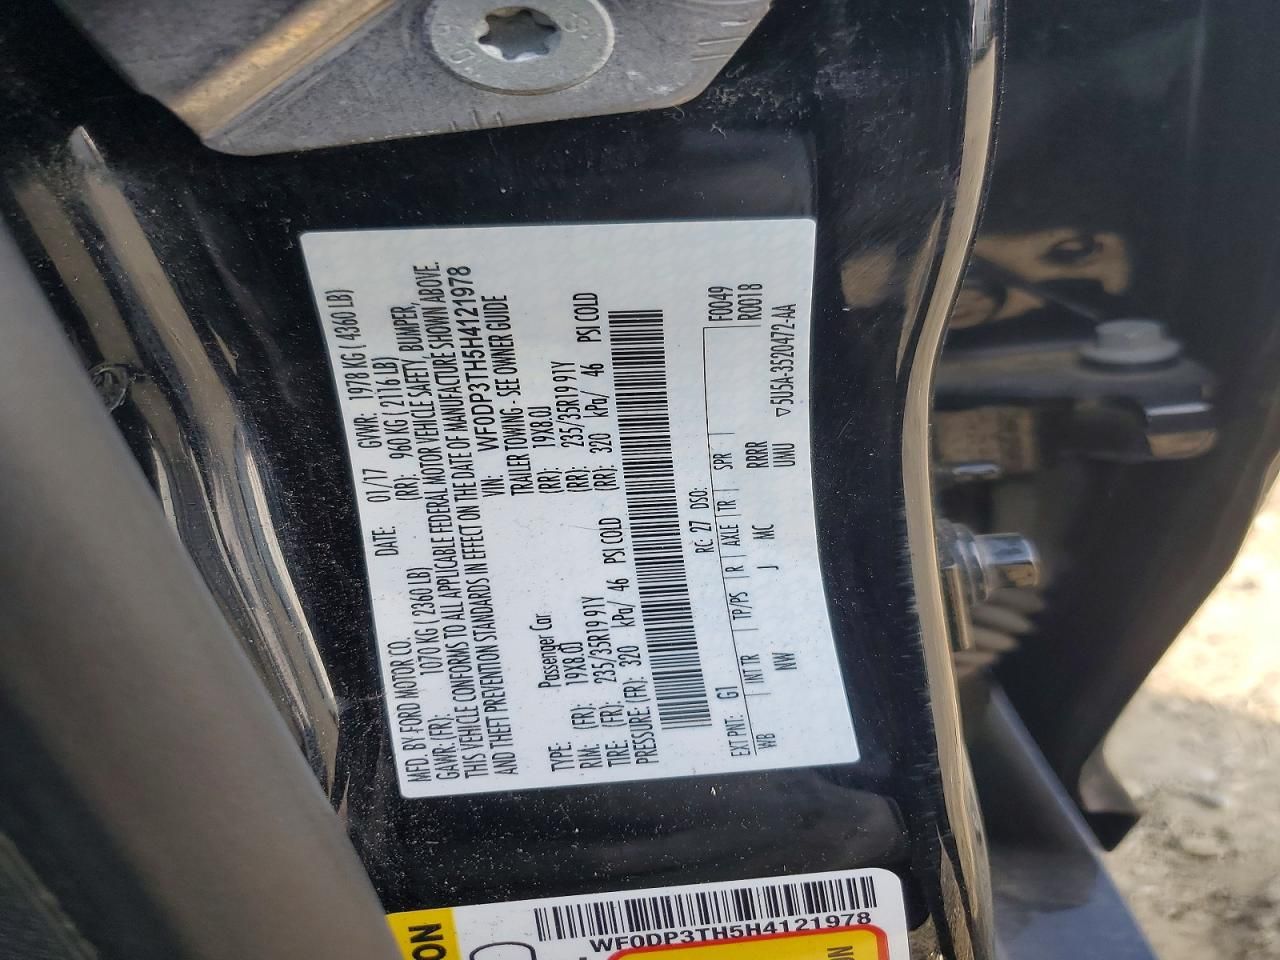 MFD. BY FORD MOTOR CO. DATE: 01/17 GVWR: 1978 KG ( 4360 LB)
GAWR: (FR): 1070 KG ( 2360 LB) (RR): 960 KG ( 2116 LB)
THIS VEHICLE CONFORMS TO ALL APPLICABLE FEDERAL MOTOR VEHICLE SAFETY, BUMPER,
AND THEFT PREVENTION STANDARDS IN EFFECT ON THE DATE OF MANUFACTURE SHOWN ABOVE.
VIN: WF0DP3TH5H4121978
TYPE: Passenger Car TRAILER TOWING - SEE OWNER GUIDE
RIM: (FR): 19X8.0J (RR): 19X8.0J
TIRE: (FR): 235/35R19 91Y (RR): 235/35R19 91Y
PRESSURE: (FR): 320 kPa/ 46 PSI COLD (RR): 320 kPa/ 46 PSI COLD
RC: 27 DSO: F0049
EXT PNT: G1 R0018
WB INT TR TP/PS R AXLE TR SPR
NW J MC RRRR UWU ▽5U5A-3520472-AA
WF0DP3TH5H4121978